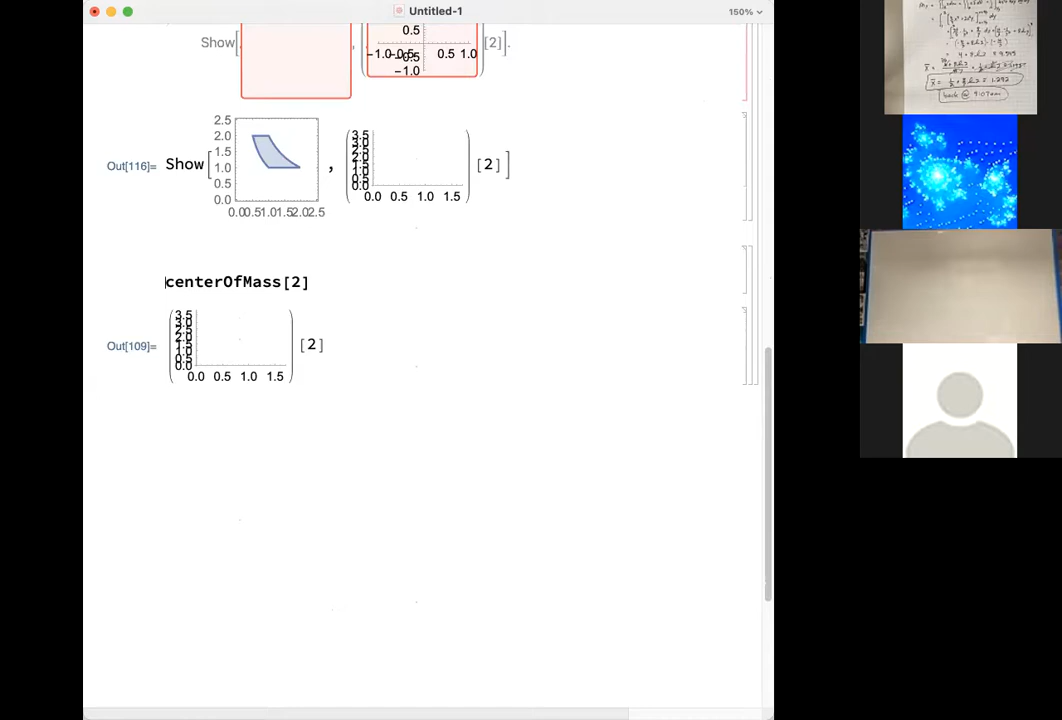 Untitled-1
150%
0.5
Show[ , -1.0 -0.5 0.5 1.0 [2].
-0.5
-1.0
2.5
2.0
1.5
1.0
0.5
0.0
0.0 0.5 1.0 1.5 2.0 2.5
Out[116]= Show[ , ( ) [2] ]
3.5
3.0
2.5
2.0
1.5
1.0
0.5
0.0
0.0 0.5 1.0 1.5
centerOfMass[2]
3.5
3.0
2.5
2.0
1.5
1.0
0.5
0.0
Out[109]= ( ) [2]
0.0 0.5 1.0 1.5
back @ 9:07am